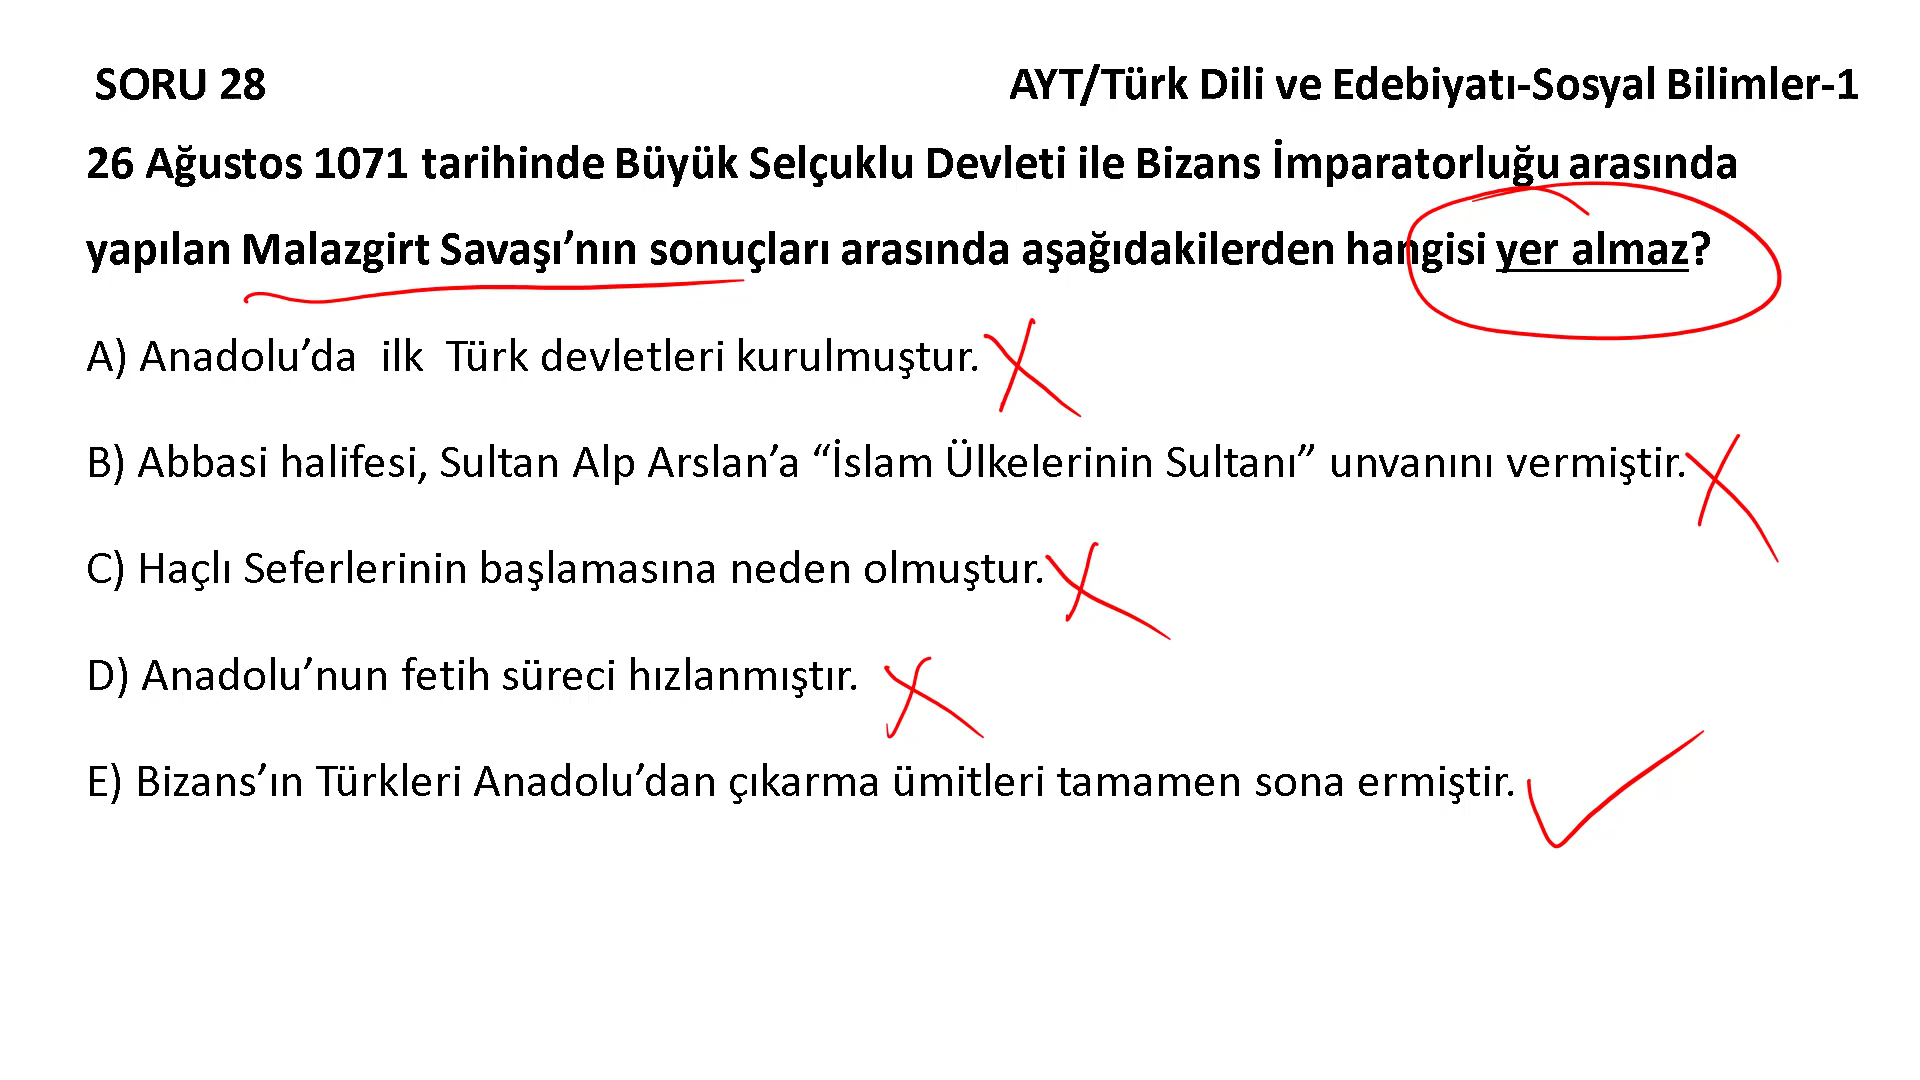 SORU 28 AYT/Türk Dili ve Edebiyatı-Sosyal Bilimler-1
26 Ağustos 1071 tarihinde Büyük Selçuklu Devleti ile Bizans İmparatorluğu arasında
yapılan Malazgirt Savaşı’nın sonuçları arasında aşağıdakilerden hangisi yer almaz?
A) Anadolu’da ilk Türk devletleri kurulmuştur.
B) Abbasi halifesi, Sultan Alp Arslan’a “İslam Ülkelerinin Sultanı” unvanını vermiştir.
C) Haçlı Seferlerinin başlamasına neden olmuştur.
D) Anadolu’nun fetih süreci hızlanmıştır.
E) Bizans’ın Türkleri Anadolu’dan çıkarma ümitleri tamamen sona ermiştir.